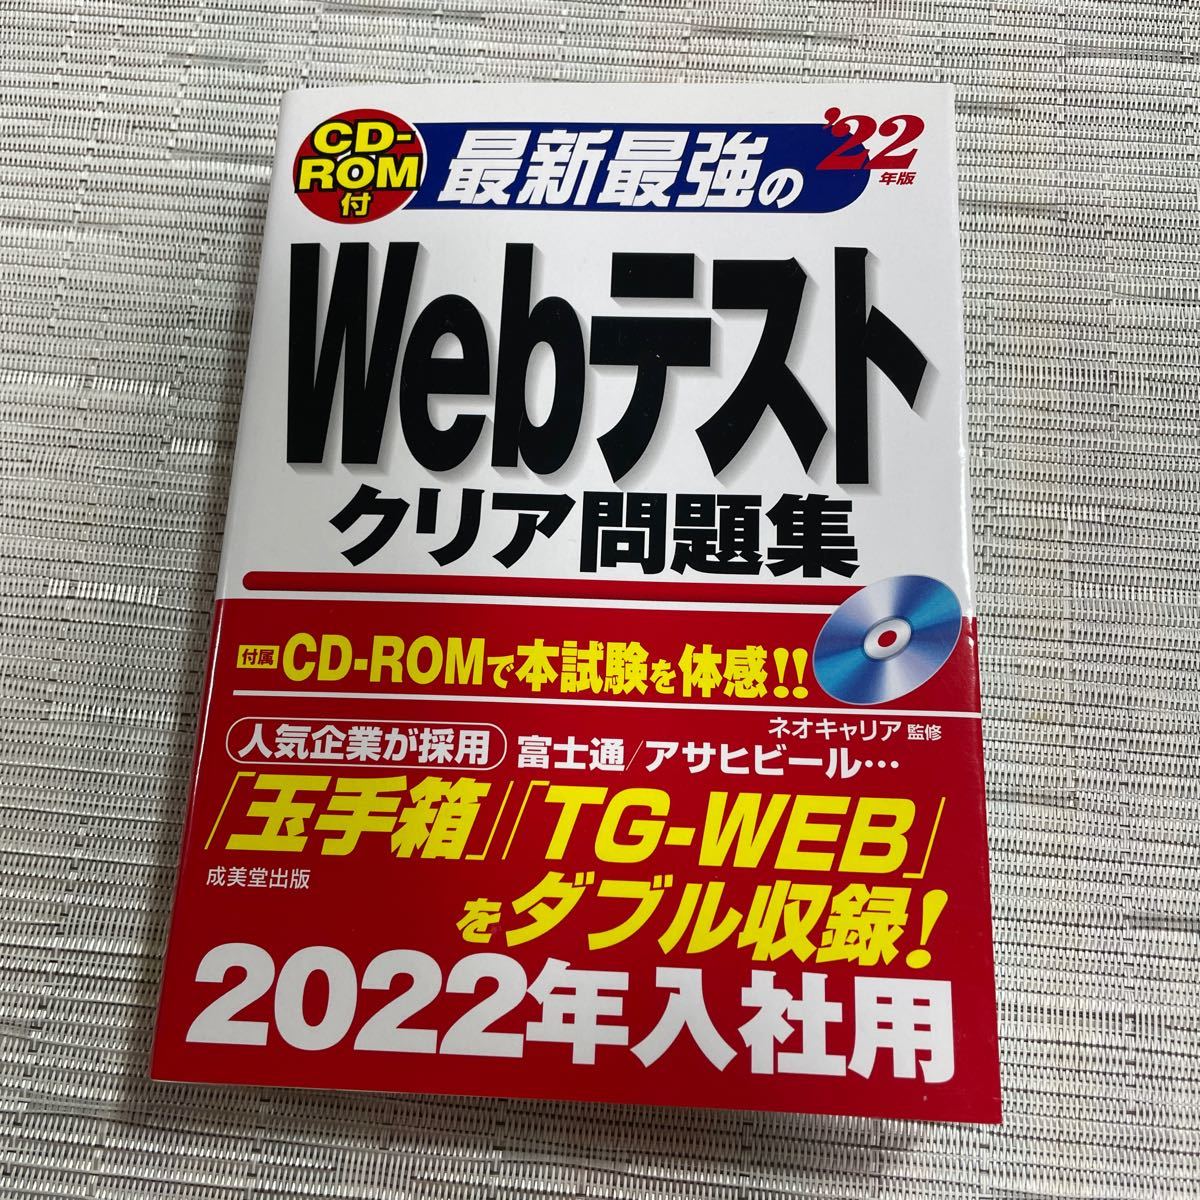 CD-
ROM
付
最新最強の
'22
年版
Webテスト
クリア問題集
付属 CD-ROMで本試験を体感!!
ネオキャリア 監修
人気企業が採用 富士通/アサヒビール…
「玉手箱」「TG-WEB」
成美堂出版
をダブル収録!
2022年入社用